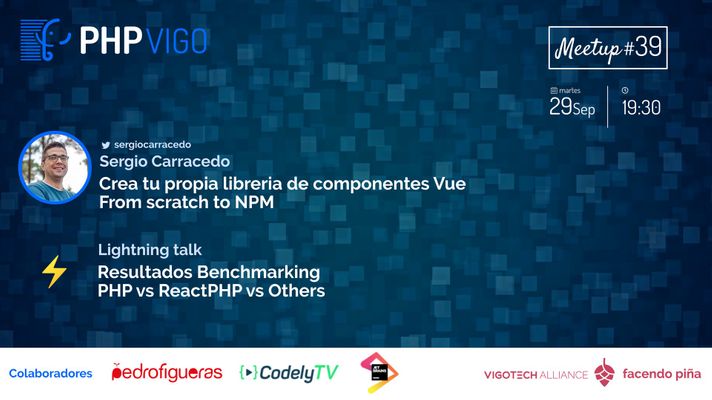 PHP VIGO
Meetup #39
martes
29Sep
19:30
sergiocarracedo
Sergio Carracedo
Crea tu propia libreria de componentes Vue
From scratch to NPM
Lightning talk
Resultados Benchmarking
PHP vs ReactPHP vs Others
Colaboradores
pedrofigueras
CodelyTV
JET
BRAINS
VIGOTECH ALLIANCE
facendo piña